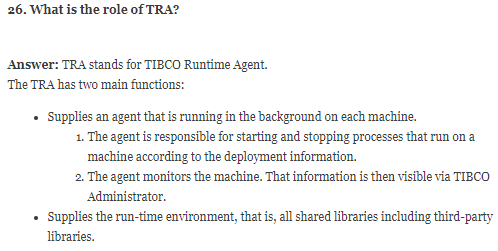 26. What is the role of TRA?
Answer: TRA stands for TIBCO Runtime Agent.
The TRA has two main functions:
• Supplies an agent that is running in the background on each machine.
1. The agent is responsible for starting and stopping processes that run on a
machine according to the deployment information.
2. The agent monitors the machine. That information is then visible via TIBCO
Administrator.
• Supplies the run-time environment, that is, all shared libraries including third-party
libraries.